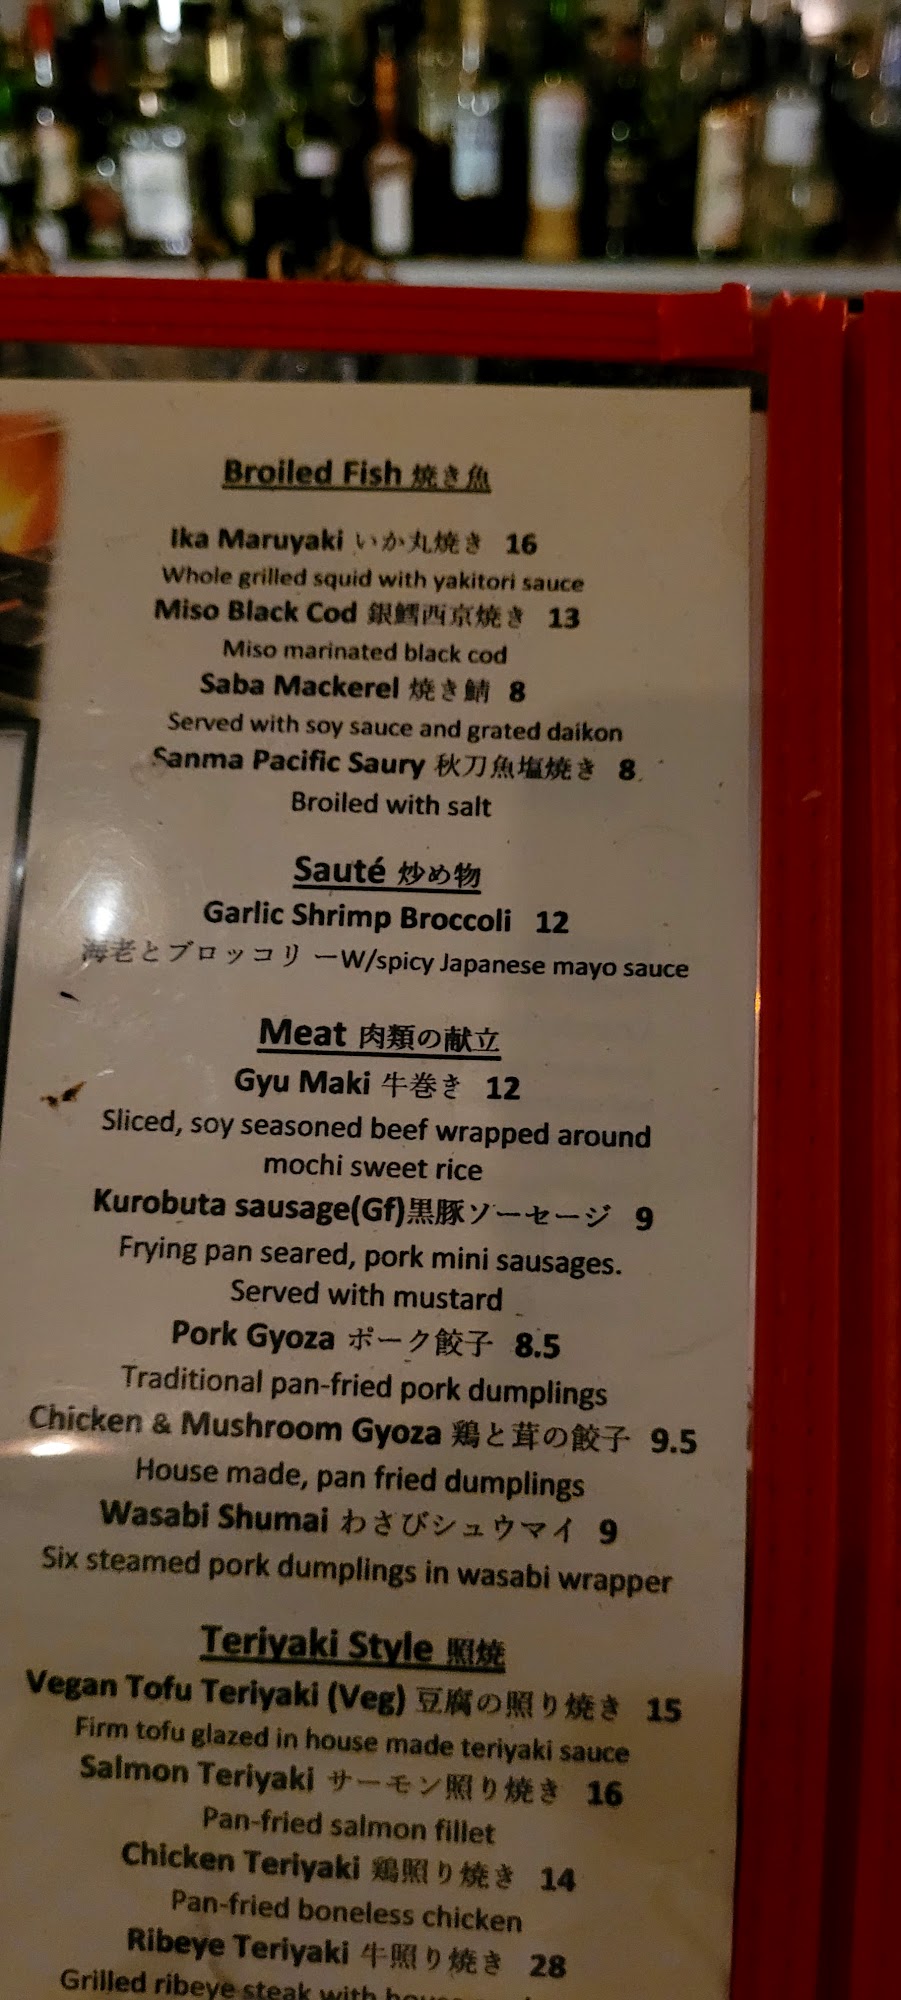 Broiled Fish 焼き魚
Ika Maruyaki いか丸焼き 16
Whole grilled squid with yakitori sauce
Miso Black Cod 銀鱈西京焼き 13
Miso marinated black cod
Saba Mackerel 焼き鯖 8
Served with soy sauce and grated daikon
Sanma Pacific Saury 秋刀魚塩焼き 8
Broiled with salt
Sauté 炒め物
Garlic Shrimp Broccoli 12
海老とブロッコリーW/spicy Japanese mayo sauce
Meat 肉類の献立
Gyu Maki 牛巻き 12
Sliced, soy seasoned beef wrapped around
mochi sweet rice
Kurobuta sausage(Gf)黒豚ソーセージ 9
Frying pan seared, pork mini sausages.
Served with mustard
Pork Gyoza ポーク餃子 8.5
Traditional pan-fried pork dumplings
Chicken & Mushroom Gyoza 鶏と茸の餃子 9.5
House made, pan fried dumplings
Wasabi Shumai わさびシュウマイ 9
Six steamed pork dumplings in wasabi wrapper
Teriyaki Style 照焼
Vegan Tofu Teriyaki (Veg) 豆腐の照り焼き 15
Firm tofu glazed in house made teriyaki sauce
Salmon Teriyaki サーモン照り焼き 16
Pan-fried salmon fillet
Chicken Teriyaki 鶏照り焼き 14
Pan-fried boneless chicken
Ribeye Teriyaki 牛照り焼き 28
Grilled ribeye steak with